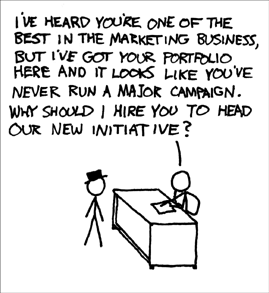 I'VE HEARD YOU'RE ONE OF THE
BEST IN THE MARKETING BUSINESS,
BUT I'VE GOT YOUR PORTFOLIO
HERE AND IT LOOKS LIKE YOU'VE
NEVER RUN A MAJOR CAMPAIGN.
WHY SHOULD I HIRE YOU TO HEAD
OUR NEW INITIATIVE?